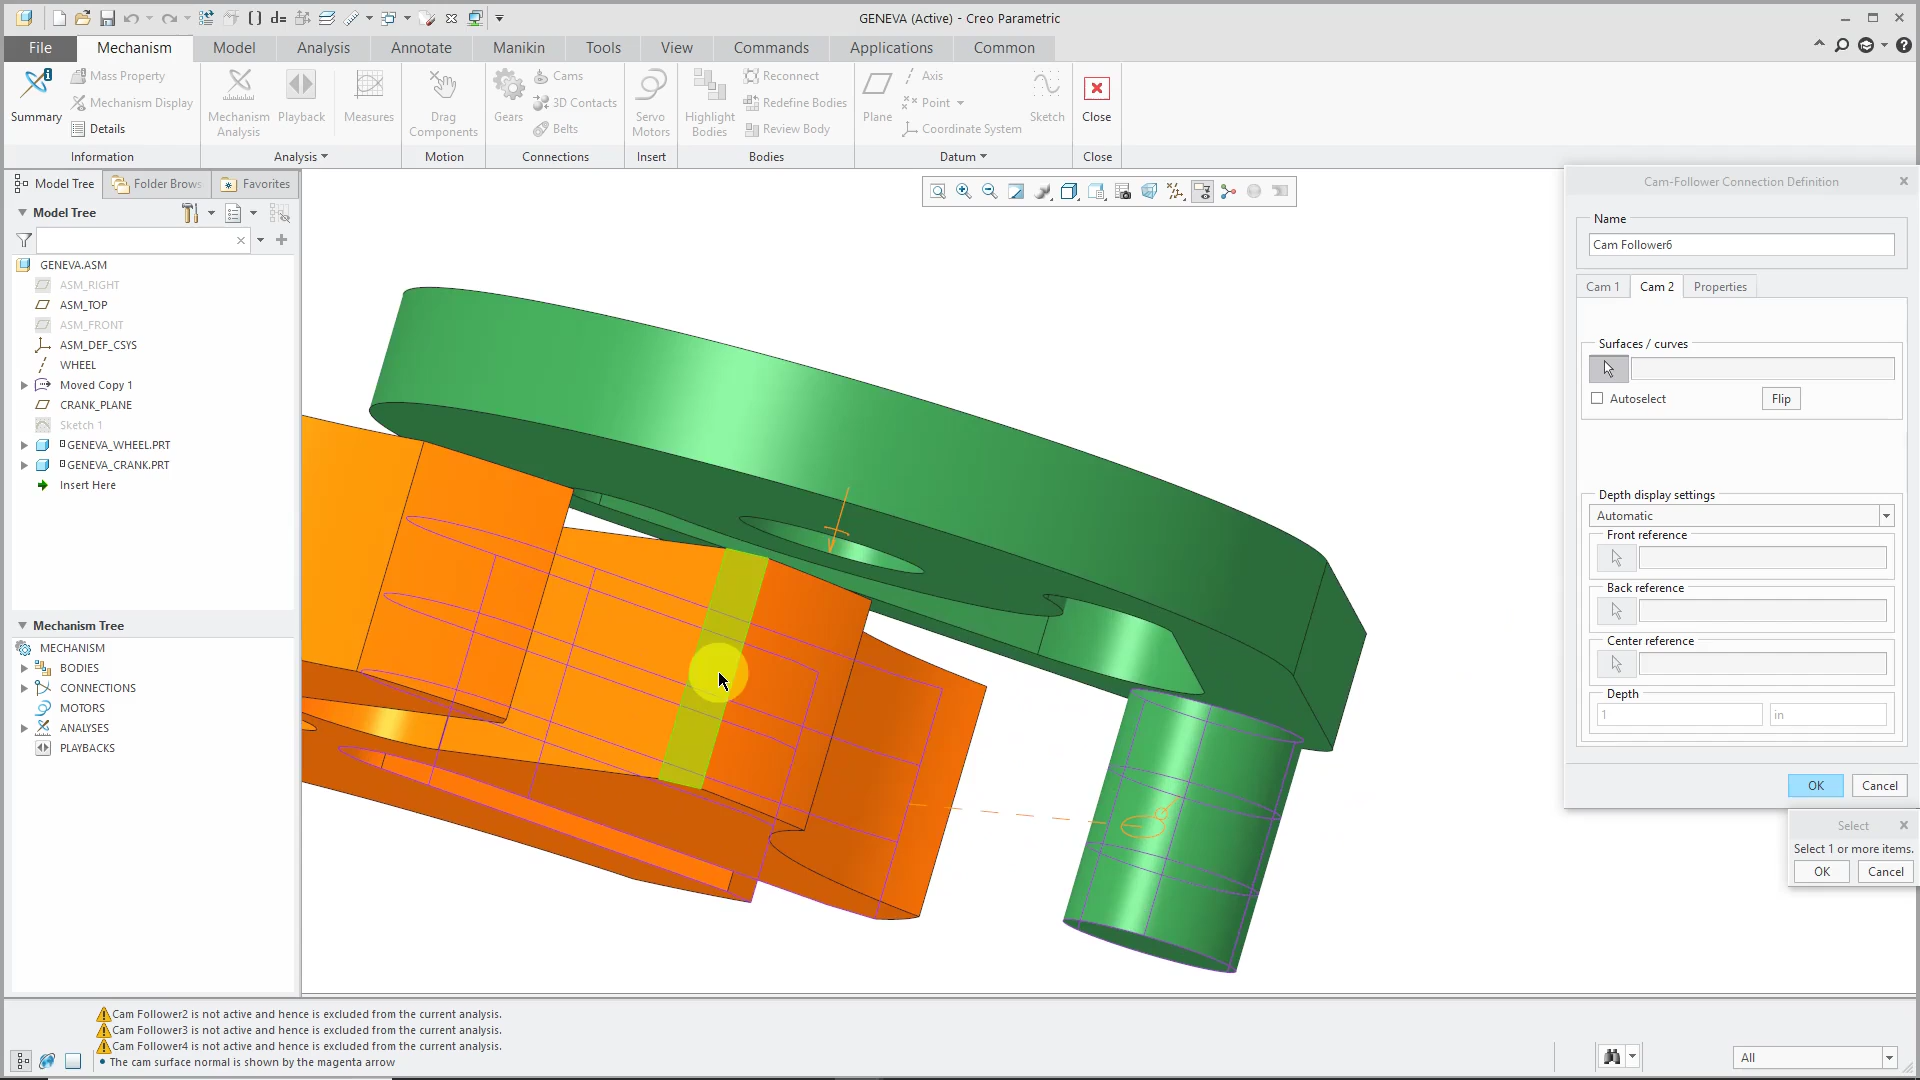 GENEVA (Active) - Creo Parametric
File
Mechanism
Model
Analysis
Annotate
Manikin
Tools
View
Commands
Applications
Common
Summary
Mass Property
Mechanism Display
Details
Mechanism Analysis
Playback
Measures
Drag Components
Gears
Cams
3D Contacts
Belts
Servo Motors
Highlight Bodies
Reconnect
Redefine Bodies
Review Body
Plane
Axis
Point
Coordinate System
Sketch
Close
Information
Analysis
Motion
Connections
Insert
Bodies
Datum
Close
Model Tree
Folder Brows
Favorites
Model Tree
GENEVA.ASM
ASM_RIGHT
ASM_TOP
ASM_FRONT
ASM_DEF_CSYS
WHEEL
Moved Copy 1
CRANK_PLANE
Sketch 1
GENEVA_WHEEL.PRT
GENEVA_CRANK.PRT
Insert Here
Mechanism Tree
MECHANISM
BODIES
CONNECTIONS
MOTORS
ANALYSES
PLAYBACKS
Cam-Follower Connection Definition
Name
Cam Follower6
Cam 1
Cam 2
Properties
Surfaces / curves
Autoselect
Flip
Depth display settings
Automatic
Front reference
Back reference
Center reference
Depth
1
in
OK
Cancel
Select
Select 1 or more items.
OK
Cancel
Cam Follower2 is not active and hence is excluded from the current analysis.
Cam Follower3 is not active and hence is excluded from the current analysis.
Cam Follower4 is not active and hence is excluded from the current analysis.
• The cam surface normal is shown by the magenta arrow
All